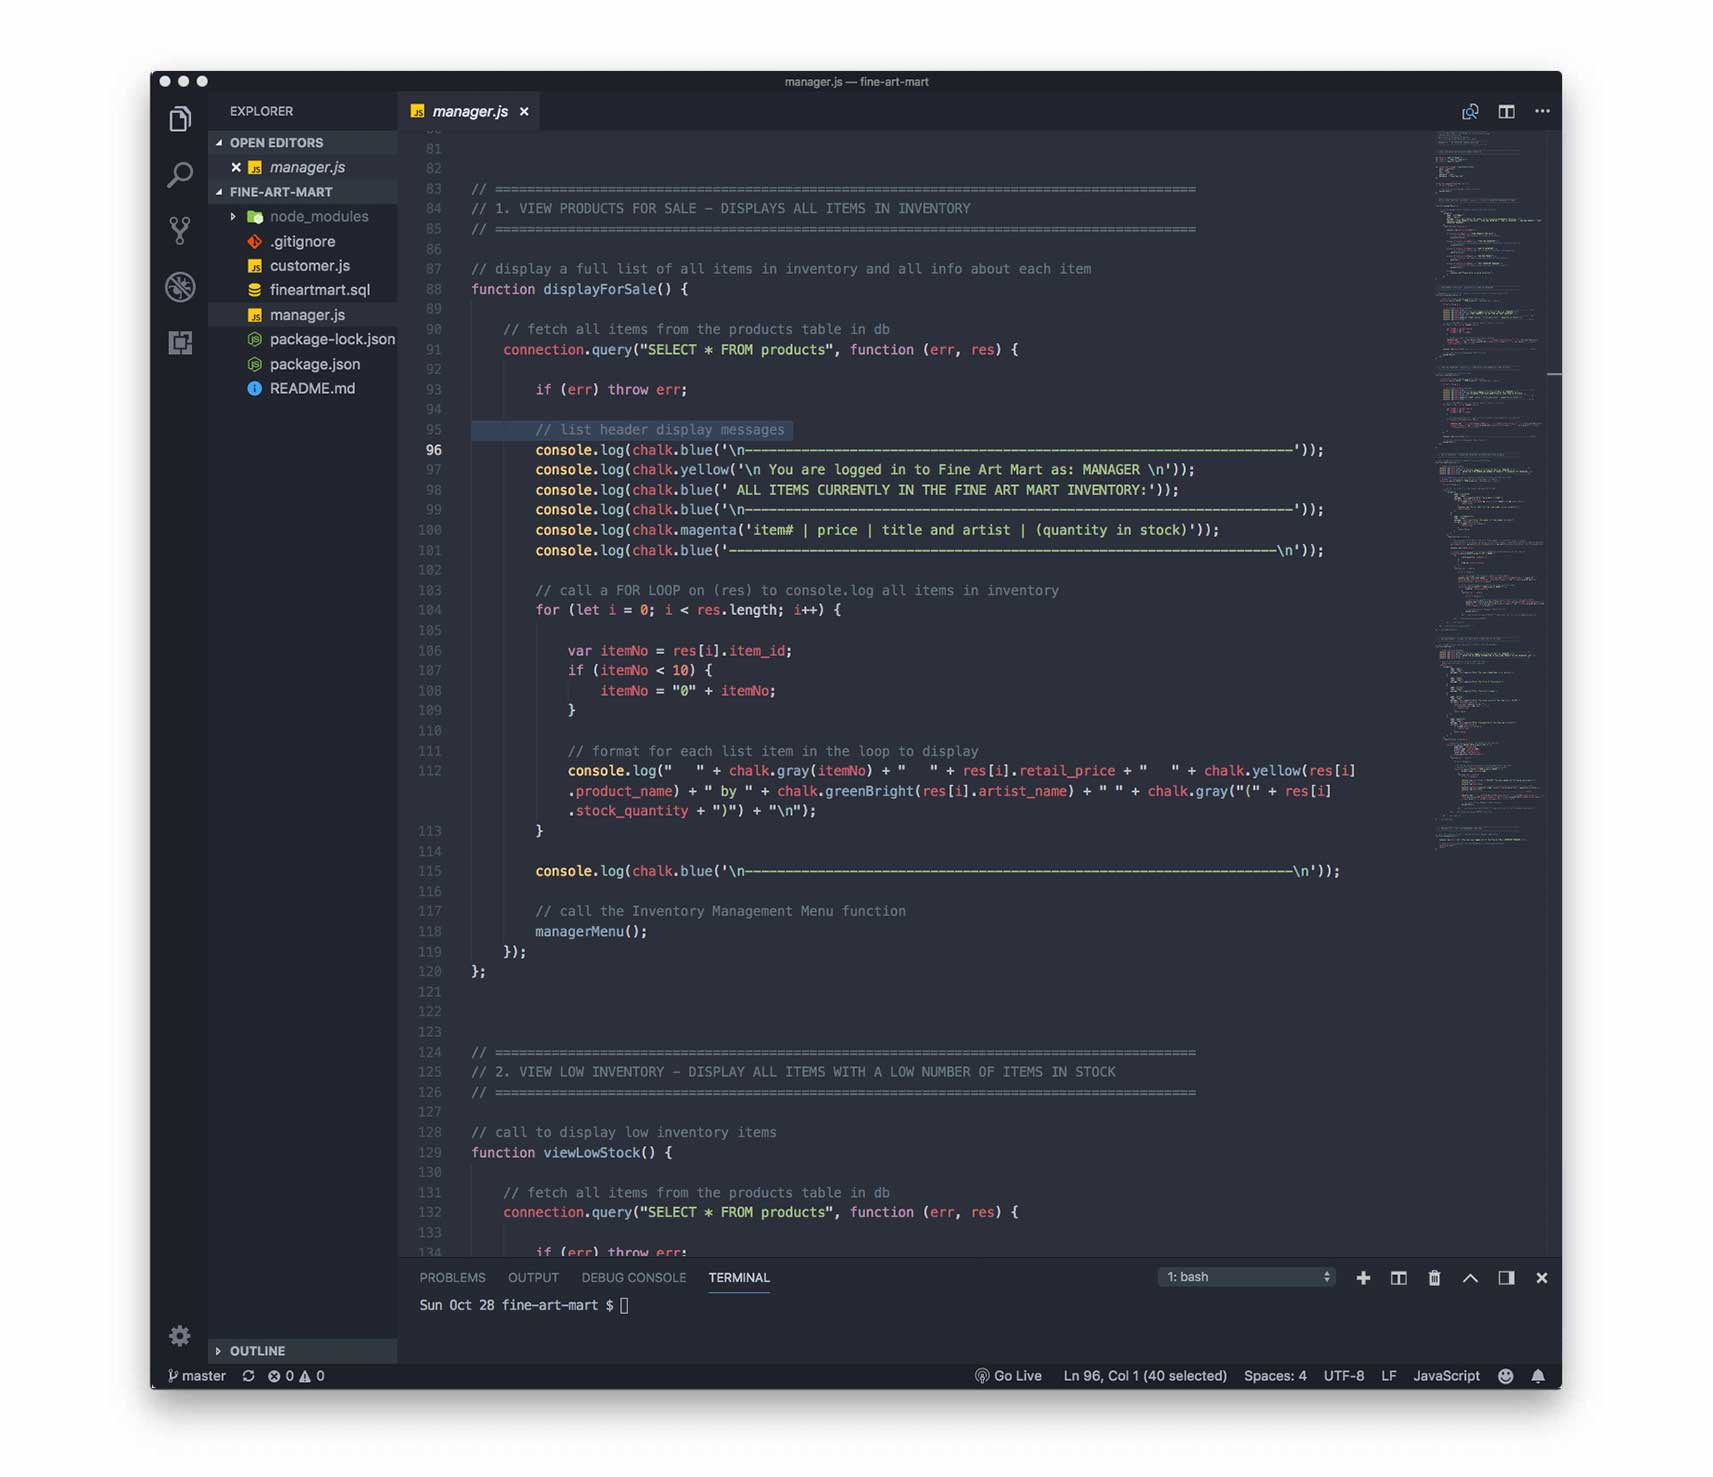 manager.js — fine-art-mart
EXPLORER
OPEN EDITORS
manager.js
FINE-ART-MART
node_modules
.gitignore
customer.js
fineartmart.sql
manager.js
package-lock.json
package.json
README.md
OUTLINE
manager.js
81
82
83 // =======================================================================================
84 // 1. VIEW PRODUCTS FOR SALE – DISPLAYS ALL ITEMS IN INVENTORY
85 // =======================================================================================
86
87 // display a full list of all items in inventory and all info about each item
88 function displayForSale() {
89
90 // fetch all items from the products table in db
91 connection.query("SELECT * FROM products", function (err, res) {
92
93 if (err) throw err;
94
95 // list header display messages
96 console.log(chalk.blue('\n--------------------------------------------------------------------'));
97 console.log(chalk.yellow('\n You are logged in to Fine Art Mart as: MANAGER \n'));
98 console.log(chalk.blue(' ALL ITEMS CURRENTLY IN THE FINE ART MART INVENTORY:'));
99 console.log(chalk.blue('\n--------------------------------------------------------------------'));
100 console.log(chalk.magenta('item# | price | title and artist | (quantity in stock)'));
101 console.log(chalk.blue('--------------------------------------------------------------------\n'));
102
103 // call a FOR LOOP on (res) to console.log all items in inventory
104 for (let i = 0; i < res.length; i++) {
105
106 var itemNo = res[i].item_id;
107 if (itemNo < 10) {
108 itemNo = "0" + itemNo;
109 }
110
111 // format for each list item in the loop to display
112 console.log("   " + chalk.gray(itemNo) + "   " + res[i].retail_price + "   " + chalk.yellow(res[i]
.product_name) + " by " + chalk.greenBright(res[i].artist_name) + " " + chalk.gray("(" + res[i]
.stock_quantity + ")") + "\n");
113 }
114
115 console.log(chalk.blue('\n--------------------------------------------------------------------\n'));
116
117 // call the Inventory Management Menu function
118 managerMenu();
119 });
120 };
121
122
123
124 // =======================================================================================
125 // 2. VIEW LOW INVENTORY – DISPLAY ALL ITEMS WITH A LOW NUMBER OF ITEMS IN STOCK
126 // =======================================================================================
127
128 // call to display low inventory items
129 function viewLowStock() {
130
131 // fetch all items from the products table in db
132 connection.query("SELECT * FROM products", function (err, res) {
133
134 if (err) throw err;
PROBLEMS OUTPUT DEBUG CONSOLE TERMINAL 1: bash
Sun Oct 28 fine-art-mart $
master 0 0 Go Live Ln 96, Col 1 (40 selected) Spaces: 4 UTF-8 LF JavaScript